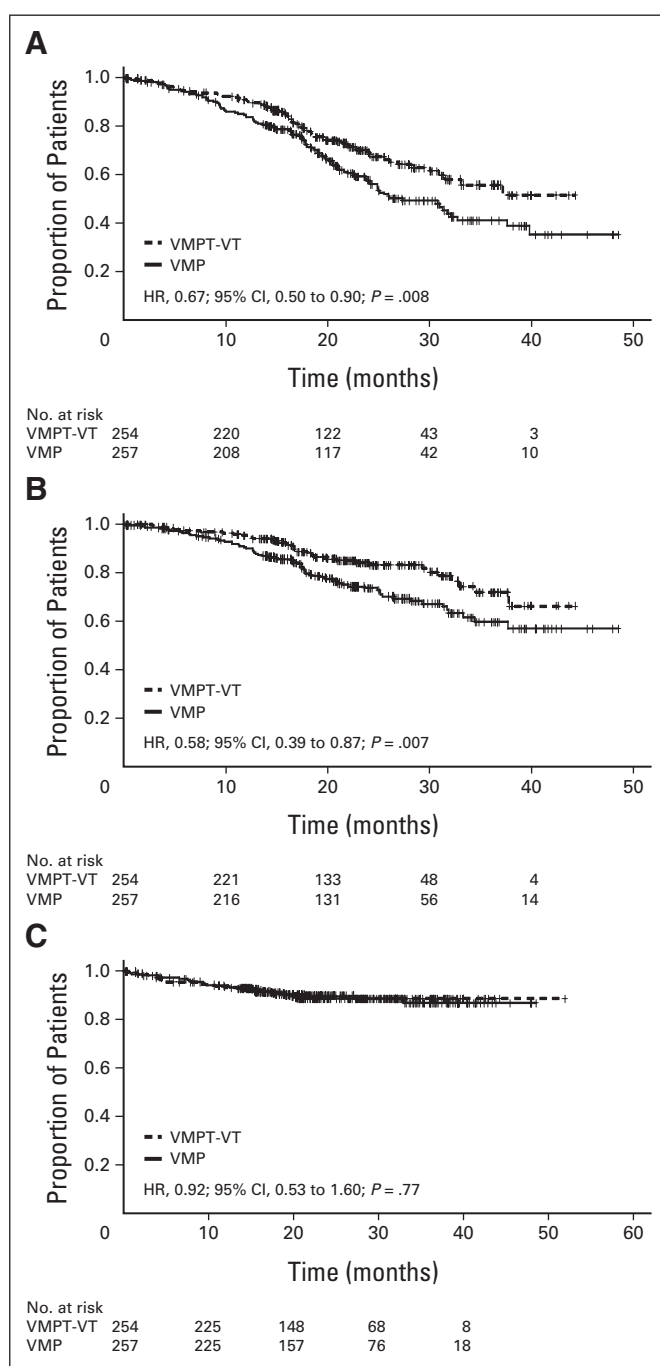 A
Proportion of Patients
1.0
0.8
0.6
0.4
0.2
VMPT-VT
VMP
HR, 0.67; 95% CI, 0.50 to 0.90; P = .008
0 10 20 30 40 50
Time (months)
No. at risk
VMPT-VT 254 220 122 43 3
VMP 257 208 117 42 10
B
Proportion of Patients
1.0
0.8
0.6
0.4
0.2
VMPT-VT
VMP
HR, 0.58; 95% CI, 0.39 to 0.87; P = .007
0 10 20 30 40 50
Time (months)
No. at risk
VMPT-VT 254 221 133 48 4
VMP 257 216 131 56 14
C
Proportion of Patients
1.0
0.8
0.6
0.4
0.2
VMPT-VT
VMP
HR, 0.92; 95% CI, 0.53 to 1.60; P = .77
0 10 20 30 40 50 60
Time (months)
No. at risk
VMPT-VT 254 225 148 68 8
VMP 257 225 157 76 18